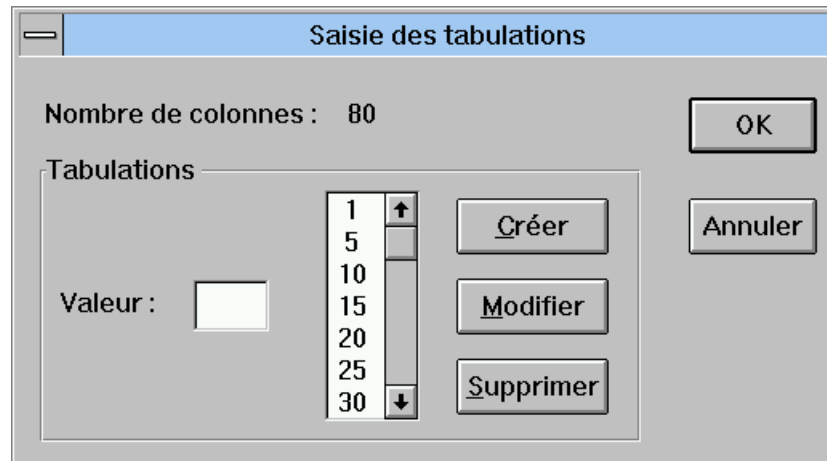 Saisie des tabulations
Nombre de colonnes : 80
OK
Tabulations
Annuler
Valeur :
1
5
10
15
20
25
30
Créer
Modifier
Supprimer